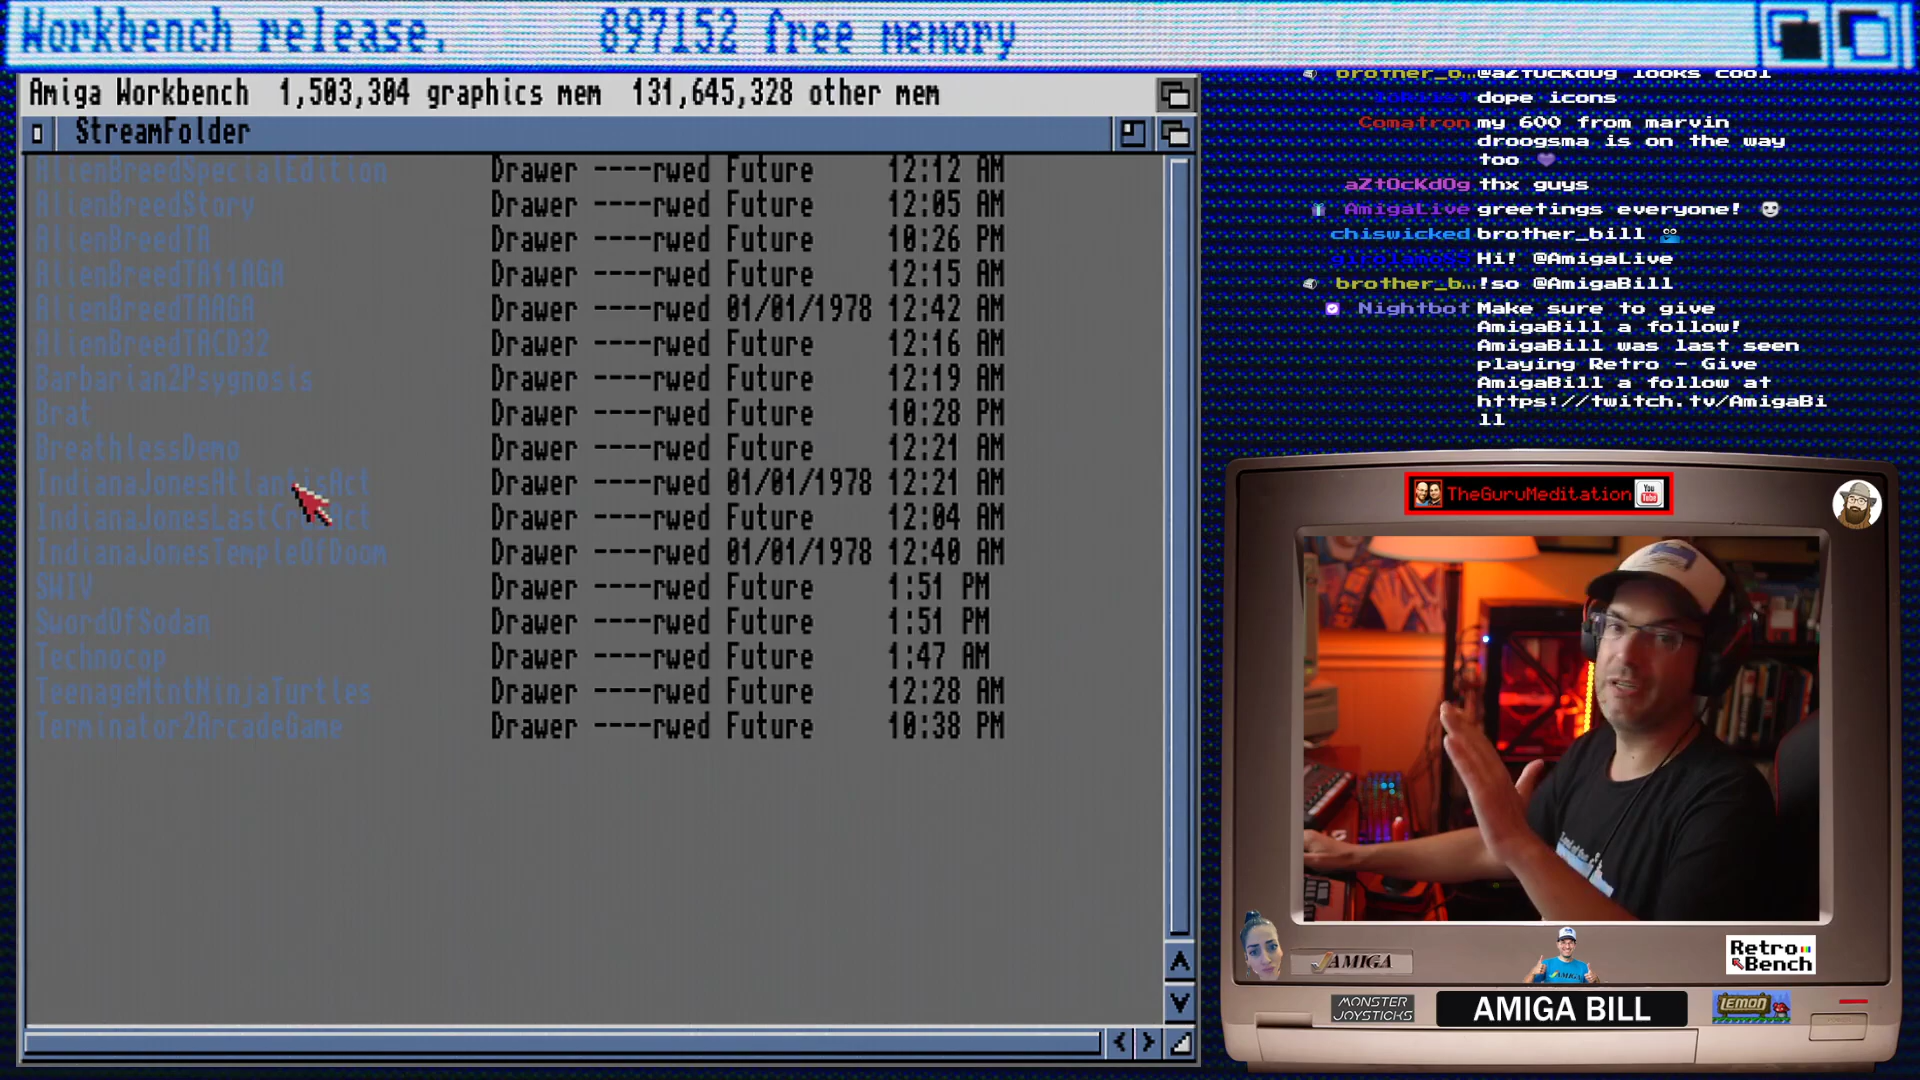 Workbench release.     897152 free memory
Amiga Workbench  1,503,304 graphics mem  131,645,328 other mem
StreamFolder
AlienBreedSpecialEdition Drawer ----rwed Future 12:12 AM
AlienBreedStory Drawer ----rwed Future 12:05 AM
AlienBreedTA Drawer ----rwed Future 10:26 PM
AlienBreedTA11AGA Drawer ----rwed Future 12:15 AM
AlienBreedTAAGA Drawer ----rwed 01/01/1978 12:42 AM
AlienBreedTACD32 Drawer ----rwed Future 12:16 AM
Barbarian2Psygnosis Drawer ----rwed Future 12:19 AM
Brat Drawer ----rwed Future 10:28 PM
BreathlessDemo Drawer ----rwed Future 12:21 AM
IndianaJonesAtlantisAct Drawer ----rwed 01/01/1978 12:21 AM
Drawer ----rwed Future 12:04 AM
IndianaJonesTempleOfDoom Drawer ----rwed 01/01/1978 12:40 AM
SWIV Drawer ----rwed Future 1:51 PM
SwordOfSodan Drawer ----rwed Future 1:51 PM
Technocop Drawer ----rwed Future 1:47 AM
TeenageMtntNinjaTurtles Drawer ----rwed Future 12:28 AM
Terminator2ArcadeGame Drawer ----rwed Future 10:38 PM
brother_b... @aZtOcKdOg looks cool
dope icons
Comatron my 600 from marvin
droogsma is on the way
too
aZtOcKdOg thx guys
AmigaLive greetings everyone!
chiswicked brother_bill
Hi! @AmigaLive
brother_b... !so @AmigaBill
Nightbot Make sure to give
AmigaBill a follow!
AmigaBill was last seen
playing Retro - Give
AmigaBill a follow at
https://twitch.tv/AmigaBi
ll
TheGuruMeditation You Tube
AMIGA
Retro
Bench
MONSTER
JOYSTICKS
AMIGA BILL
LEMON